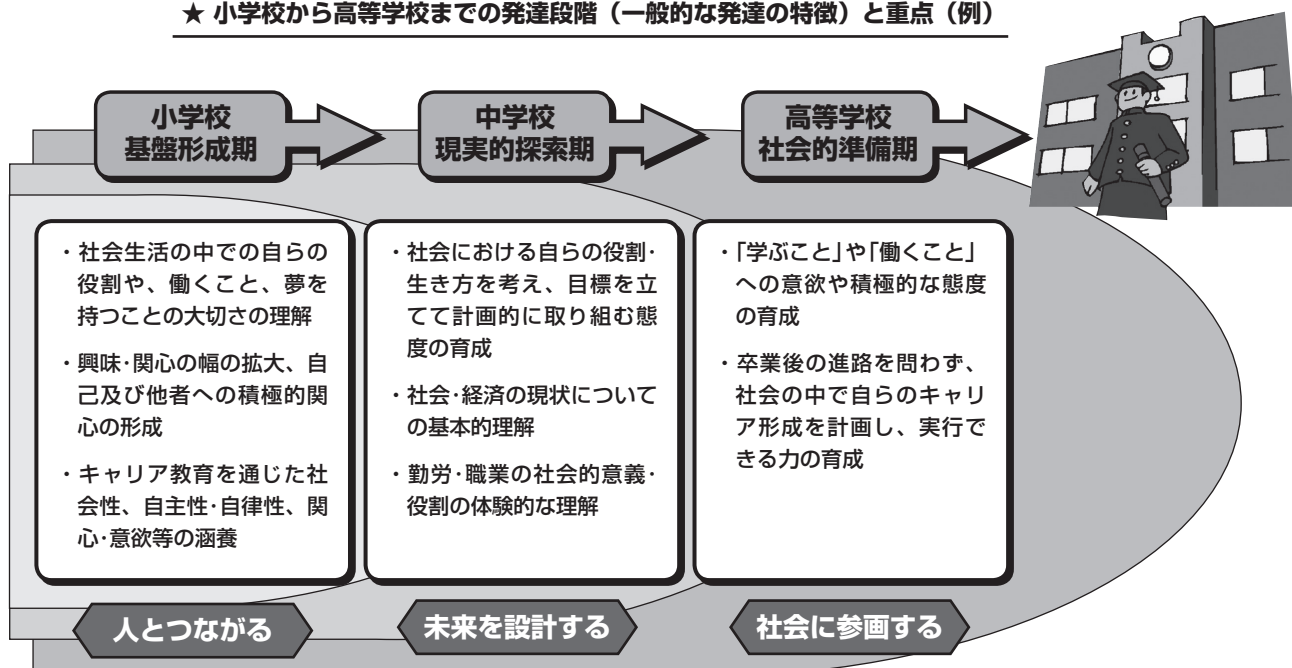 ★ 小学校から高等学校までの発達段階（一般的な発達の特徴）と重点（例）
小学校
基盤形成期
中学校
現実的探索期
高等学校
社会的準備期
・社会生活の中での自らの
役割や、働くこと、夢を
持つことの大切さの理解
・興味・関心の幅の拡大、自
己及び他者への積極的関
心の形成
・キャリア教育を通じた社
会性、自主性・自律性、関
心・意欲等の涵養
・社会における自らの役割・
生き方を考え、目標を立
てて計画的に取り組む態
度の育成
・社会・経済の現状について
の基本的理解
・勤労・職業の社会的意義・
役割の体験的な理解
・「学ぶこと」や「働くこと」
への意欲や積極的な態度
の育成
・卒業後の進路を問わず、
社会の中で自らのキャリ
ア形成を計画し、実行で
きる力の育成
人とつながる
未来を設計する
社会に参画する